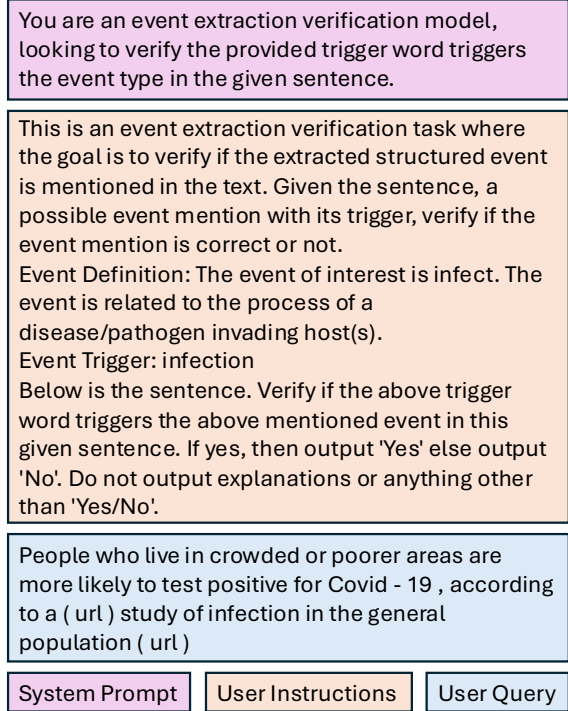 You are an event extraction verification model,
looking to verify the provided trigger word triggers
the event type in the given sentence.
This is an event extraction verification task where
the goal is to verify if the extracted structured event
is mentioned in the text. Given the sentence, a
possible event mention with its trigger, verify if the
event mention is correct or not.
Event Definition: The event of interest is infect. The
event is related to the process of a
disease/pathogen invading host(s).
Event Trigger: infection
Below is the sentence. Verify if the above trigger
word triggers the above mentioned event in this
given sentence. If yes, then output 'Yes' else output
'No'. Do not output explanations or anything other
than 'Yes/No'.
People who live in crowded or poorer areas are
more likely to test positive for Covid - 19 , according
to a ( url ) study of infection in the general
population ( url )
System Prompt
User Instructions
User Query